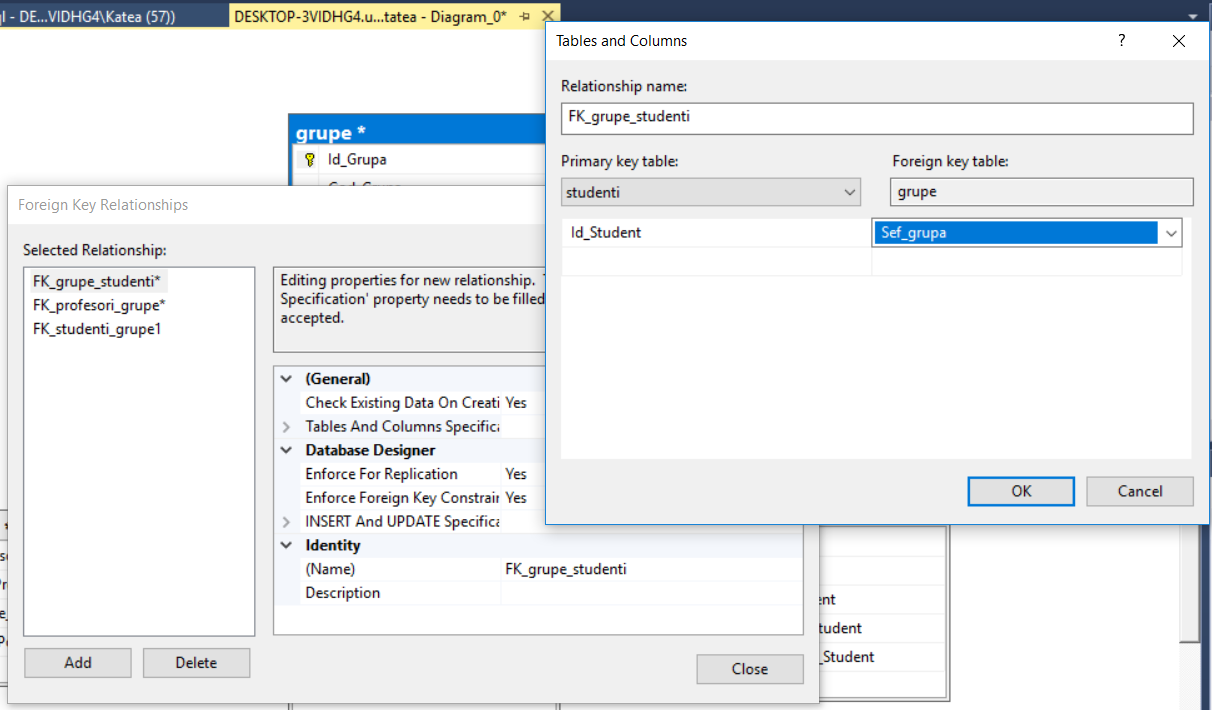 l - DE...VIDHG4\Katea (57))
DESKTOP-3VIDHG4.u...tatea - Diagram_0*
Tables and Columns
?
Relationship name:
FK_grupe_studenti
Primary key table:
Foreign key table:
studenti
grupe
Id_Student
Sef_grupa
OK
Cancel
grupe *
Id_Grupa
Foreign Key Relationships
Selected Relationship:
FK_grupe_studenti*
FK_profesori_grupe*
FK_studenti_grupe1
Editing properties for new relationship.
Specification' property needs to be filled
accepted.
(General)
Check Existing Data On Creati Yes
Tables And Columns Specifica
Database Designer
Enforce For Replication Yes
Enforce Foreign Key Constrain Yes
INSERT And UPDATE Specifica
Identity
(Name) FK_grupe_studenti
Description
Add
Delete
Close
ent
tudent
_Student